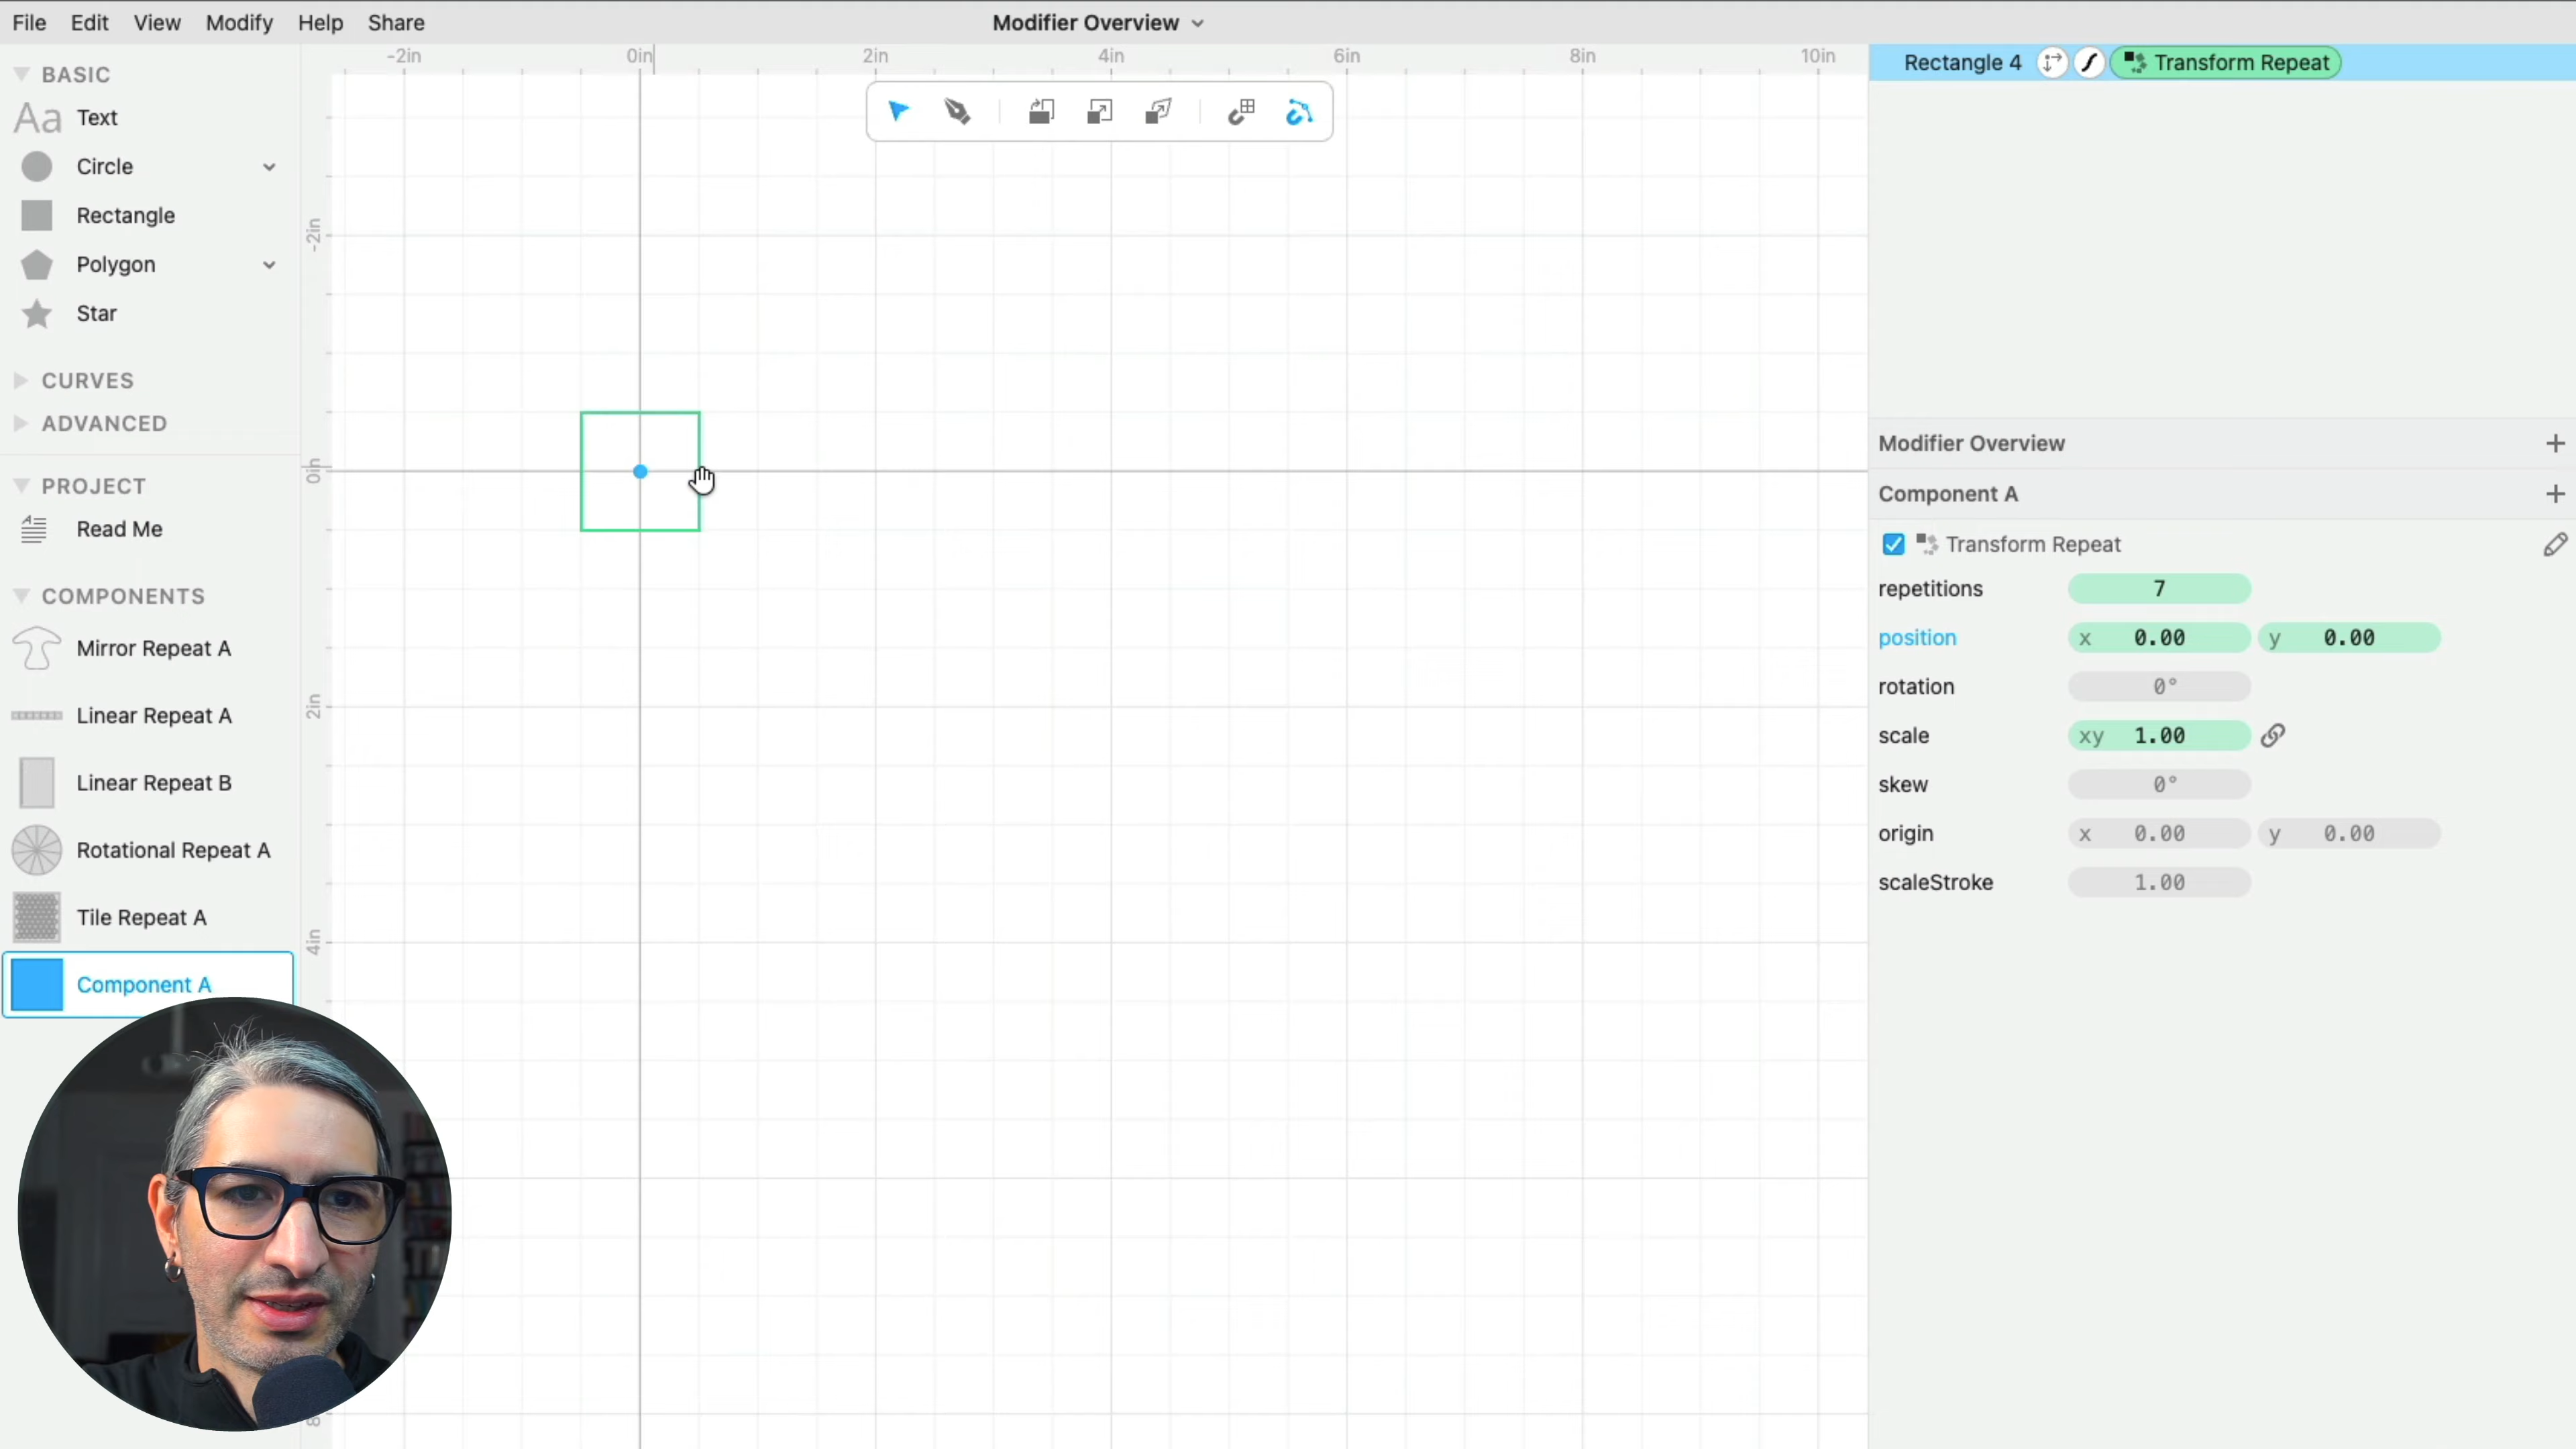 File Edit View Modify Help Share
Modifier Overview
-2in 0in 2in 4in 6in 8in 10in
Rectangle 4 Transform Repeat
BASIC
Aa Text
Circle
Rectangle
Polygon
Star
CURVES
ADVANCED
PROJECT
Read Me
COMPONENTS
Mirror Repeat A
Linear Repeat A
Linear Repeat B
Rotational Repeat A
Tile Repeat A
Component A
-2in
0in
2in
4in
8
Modifier Overview
Component A
Transform Repeat
repetitions 7
position x 0.00 y 0.00
rotation 0°
scale xy 1.00
skew 0°
origin x 0.00 y 0.00
scaleStroke 1.00